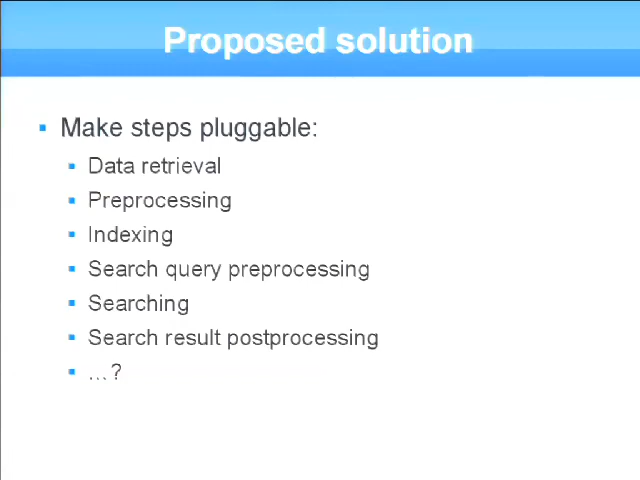 Proposed solution
Make steps pluggable:
Data retrieval
Preprocessing
Indexing
Search query preprocessing
Searching
Search result postprocessing
…?